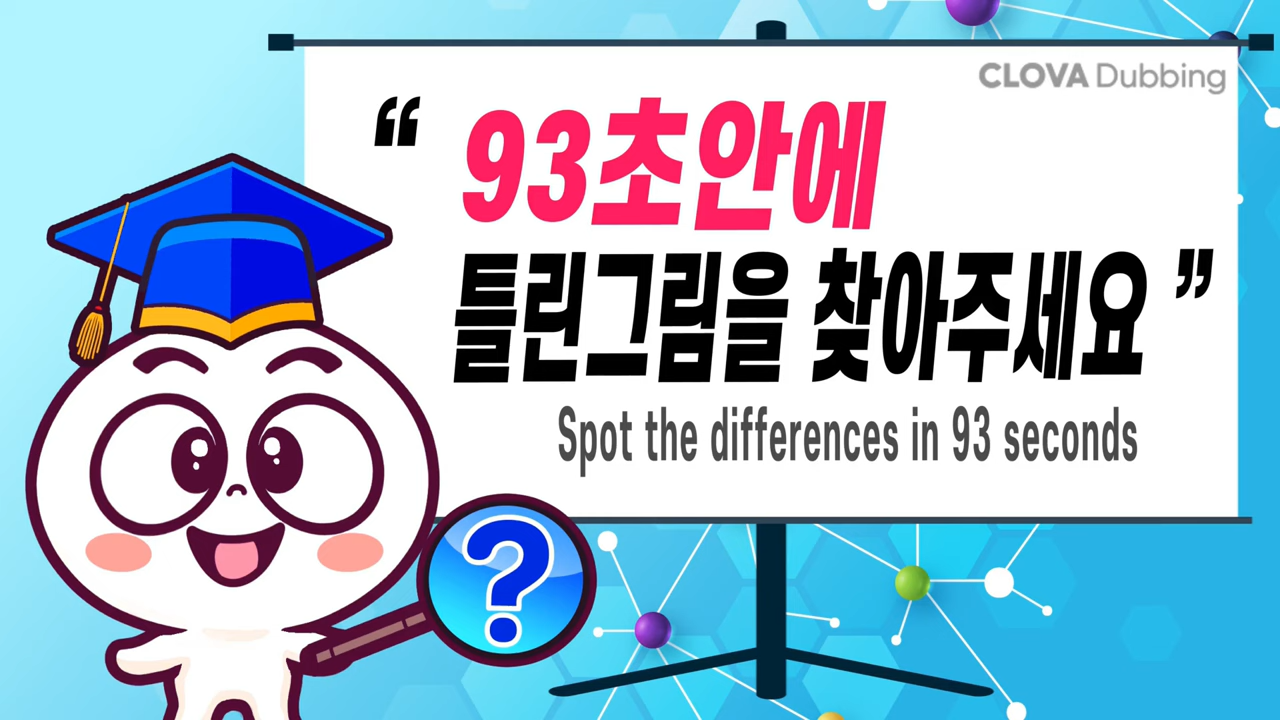 CLOVA Dubbing
“ 93초안에
틀린그림을 찾아주세요 ”
Spot the differences in 93 seconds
?